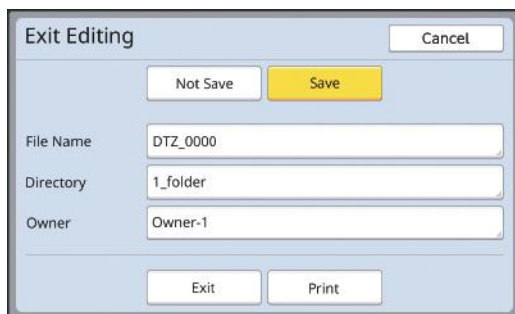 Exit Editing Cancel
Not Save Save
File Name DTZ_0000
Directory 1_folder
Owner Owner-1
Exit Print